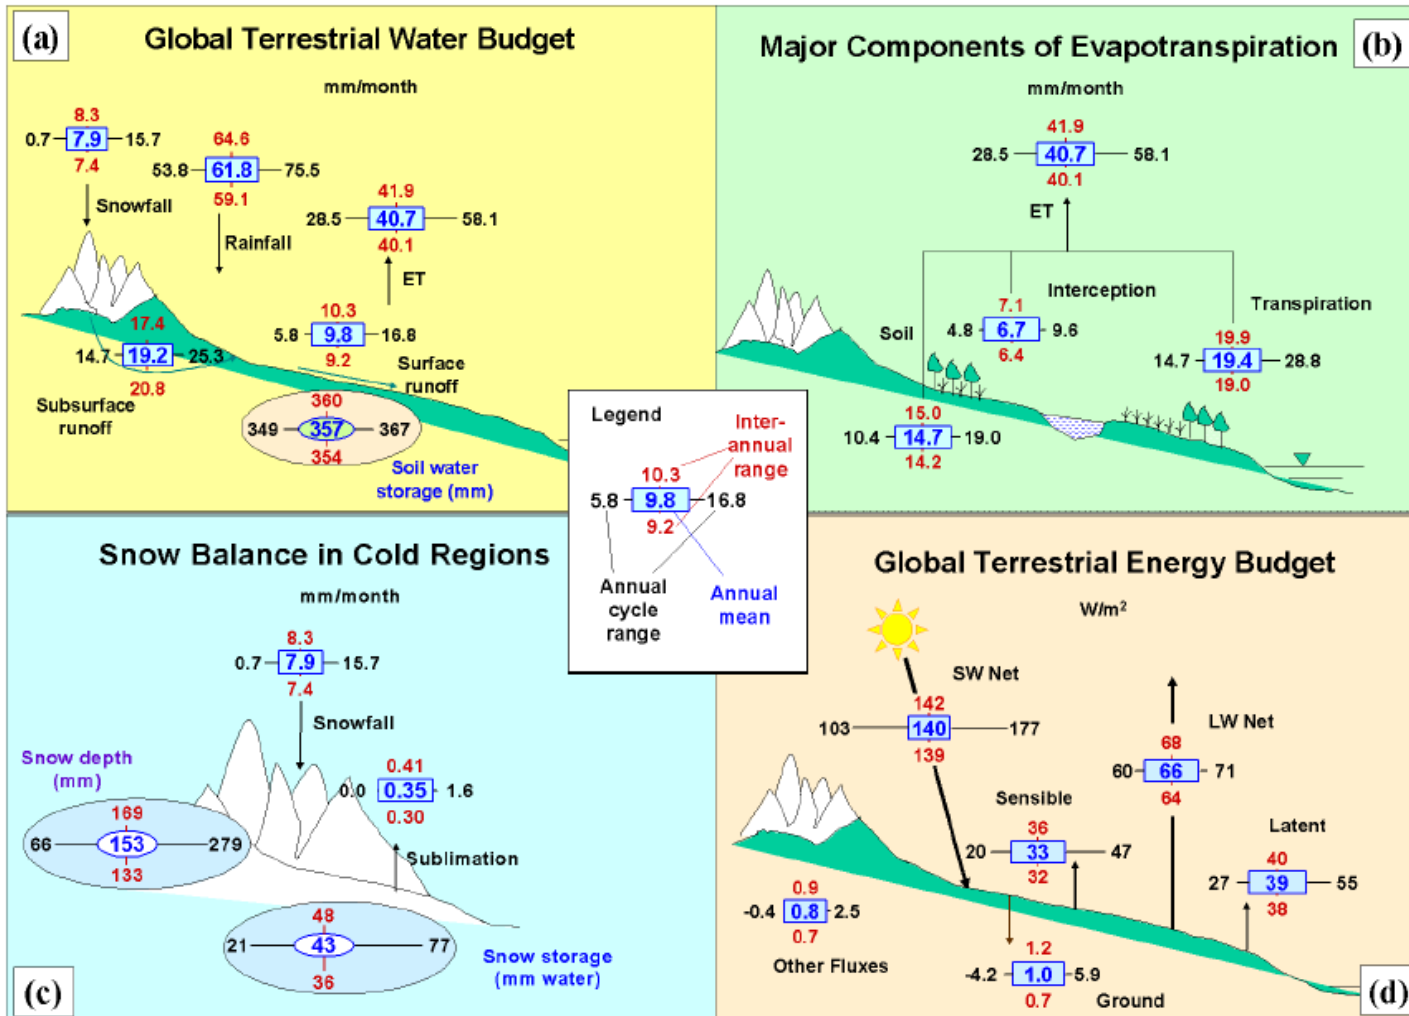 (a)
Global Terrestrial Water Budget
mm/month
8.3
0.7 7.9 15.7
7.4
Snowfall
64.6
53.8 61.8 75.5
59.1
Rainfall
41.9
28.5 40.7 58.1
40.1
ET
17.4
14.7 19.2 25.3
20.8
Subsurface
runoff
10.3
5.8 9.8 16.8
9.2
Surface
runoff
360
349 357 367
354
Soil water
storage (mm)
(b)
Major Components of Evapotranspiration
mm/month
41.9
28.5 40.7 58.1
40.1
ET
Soil
15.0
10.4 14.7 19.0
14.2
Interception
7.1
4.8 6.7 9.6
6.4
Transpiration
19.9
14.7 19.4 28.8
19.0
Legend
Inter-
annual
range
10.3
5.8 9.8 16.8
9.2
Annual
cycle
range
Annual
mean
(c)
Snow Balance in Cold Regions
mm/month
8.3
0.7 7.9 15.7
7.4
Snowfall
Snow depth
(mm)
169
66 153 279
133
0.41
0.0 0.35 1.6
0.30
Sublimation
48
21 43 77
36
Snow storage
(mm water)
(d)
Global Terrestrial Energy Budget
W/m²
SW Net
142
103 140 177
139
LW Net
68
60 66 71
64
Sensible
36
20 33 47
32
Latent
40
27 39 55
38
0.9
-0.4 0.8 2.5
0.7
Other Fluxes
1.2
-4.2 1.0 5.9
0.7
Ground